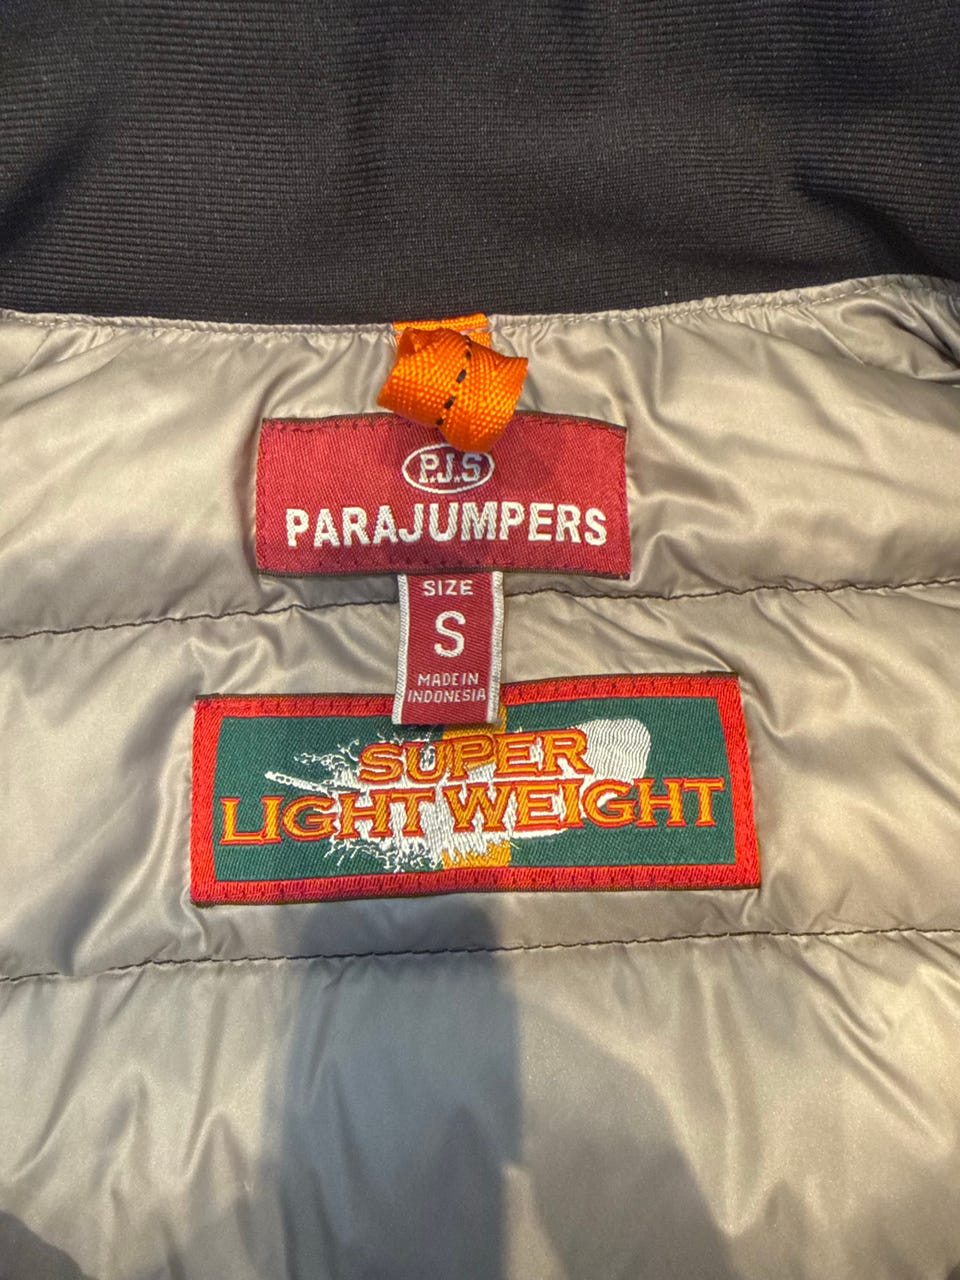 P.J.S
PARAJUMPERS
SIZE
S
MADE IN
INDONESIA
SUPER
LIGHT WEIGHT